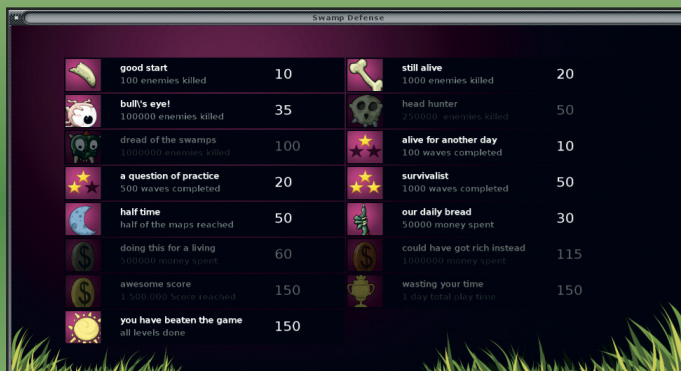 Swamp Defense
good start
100 enemies killed
10
still alive
1000 enemies killed
20
bull\'s eye!
100000 enemies killed
35
head hunter
250000 enemies killed
50
dread of the swamps
1000000 enemies killed
100
alive for another day
100 waves completed
10
a question of practice
500 waves completed
20
survivalist
1000 waves completed
50
half time
half of the maps reached
50
our daily bread
50000 money spent
30
doing this for a living
500000 money spent
60
could have got rich instead
1000000 money spent
115
awesome score
1.500.000 Score reached
150
wasting your time
1 day total play time
150
you have beaten the game
all levels done
150